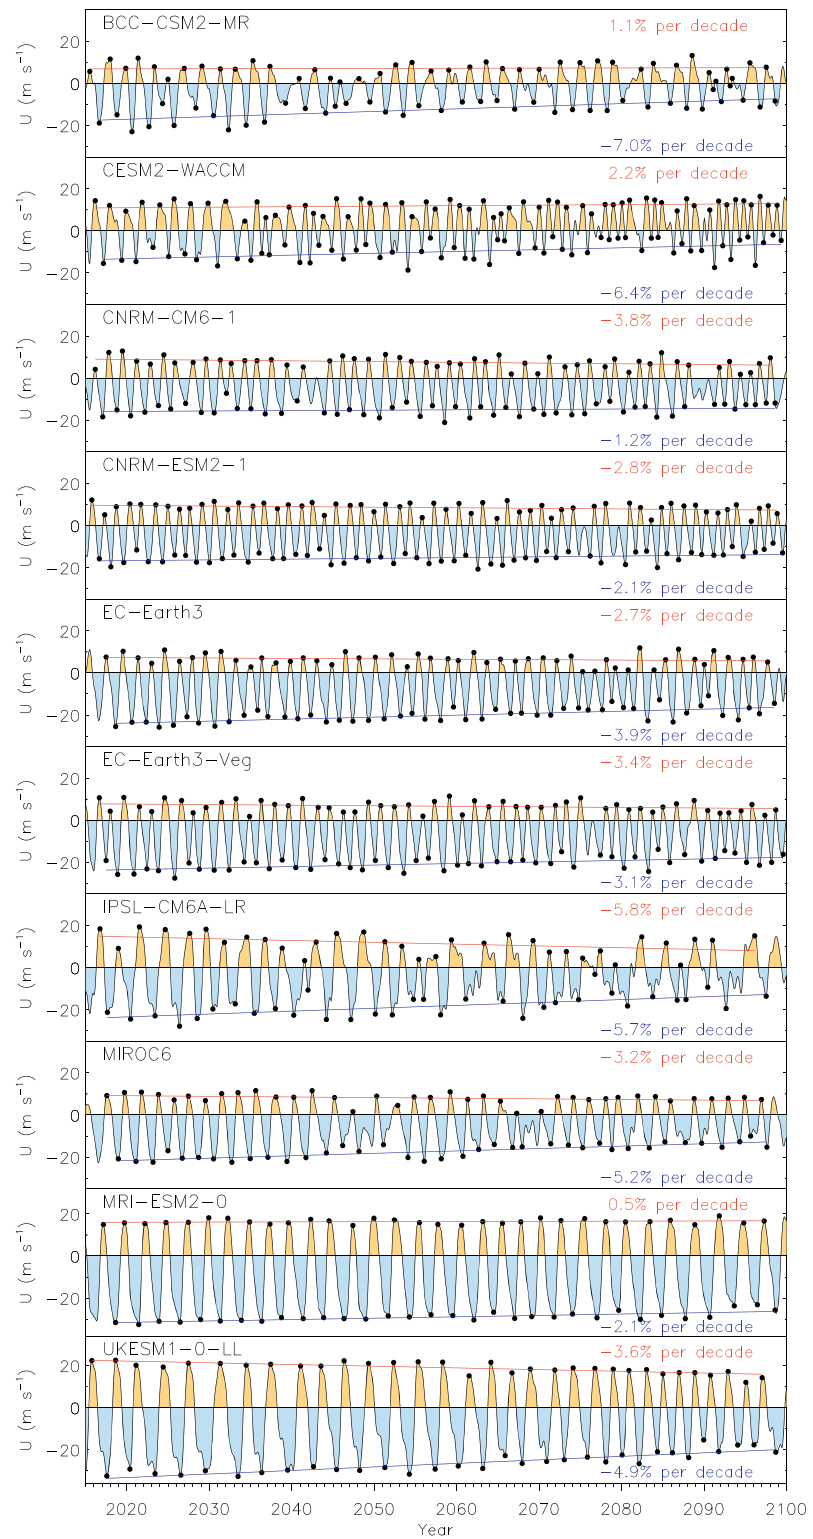 BCC−CSM2−MR
1.1% per decade
20
0
−20
U (m s⁻¹)
−7.0% per decade
CESM2−WACCM
2.2% per decade
20
0
−20
U (m s⁻¹)
−6.4% per decade
CNRM−CM6−1
−3.8% per decade
20
0
−20
U (m s⁻¹)
−1.2% per decade
CNRM−ESM2−1
−2.8% per decade
20
0
−20
U (m s⁻¹)
−2.1% per decade
EC−Earth3
−2.7% per decade
20
0
−20
U (m s⁻¹)
−3.9% per decade
EC−Earth3−Veg
−3.4% per decade
20
0
−20
U (m s⁻¹)
−3.1% per decade
IPSL−CM6A−LR
−5.8% per decade
20
0
−20
U (m s⁻¹)
−5.7% per decade
MIROC6
−3.2% per decade
20
0
−20
U (m s⁻¹)
−5.2% per decade
MRI−ESM2−0
0.5% per decade
20
0
−20
U (m s⁻¹)
−2.1% per decade
UKESM1−0−LL
−3.6% per decade
20
0
−20
U (m s⁻¹)
−4.9% per decade
2020 2030 2040 2050 2060 2070 2080 2090 2100
Year